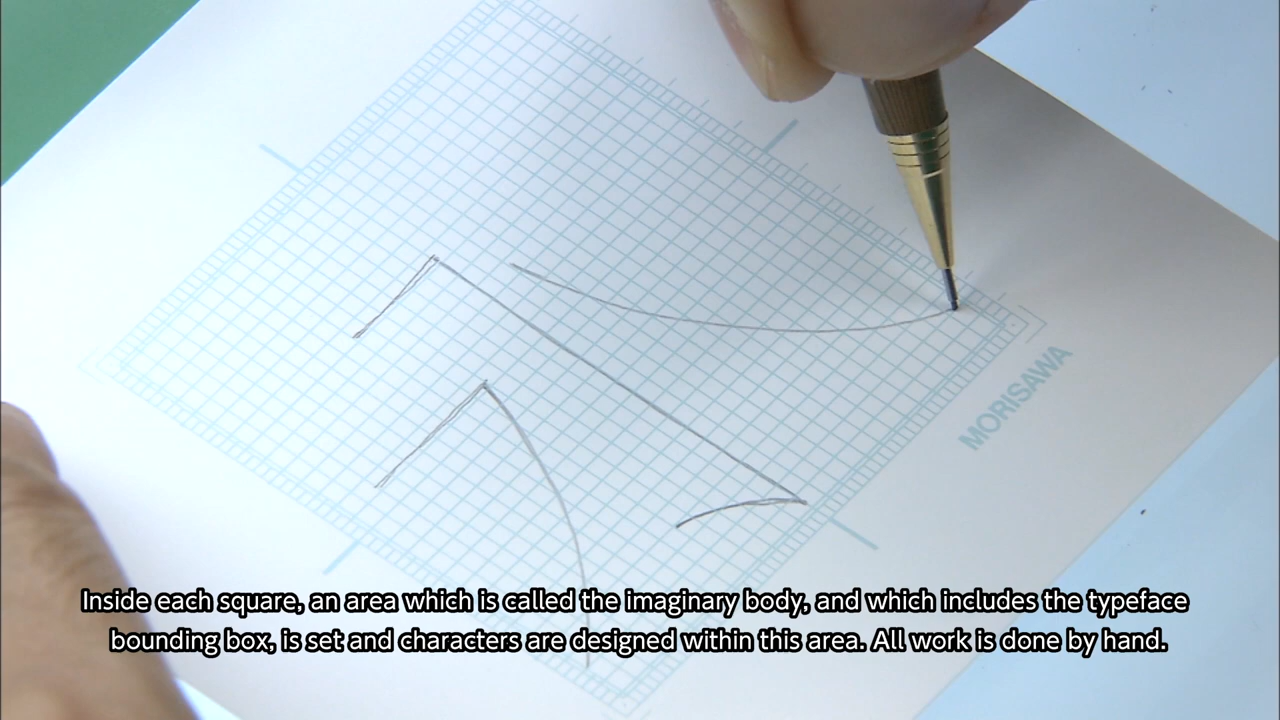 MORISAWA
Inside each square, an area which is called the imaginary body, and which includes the typeface
bounding box, is set and characters are designed within this area. All work is done by hand.